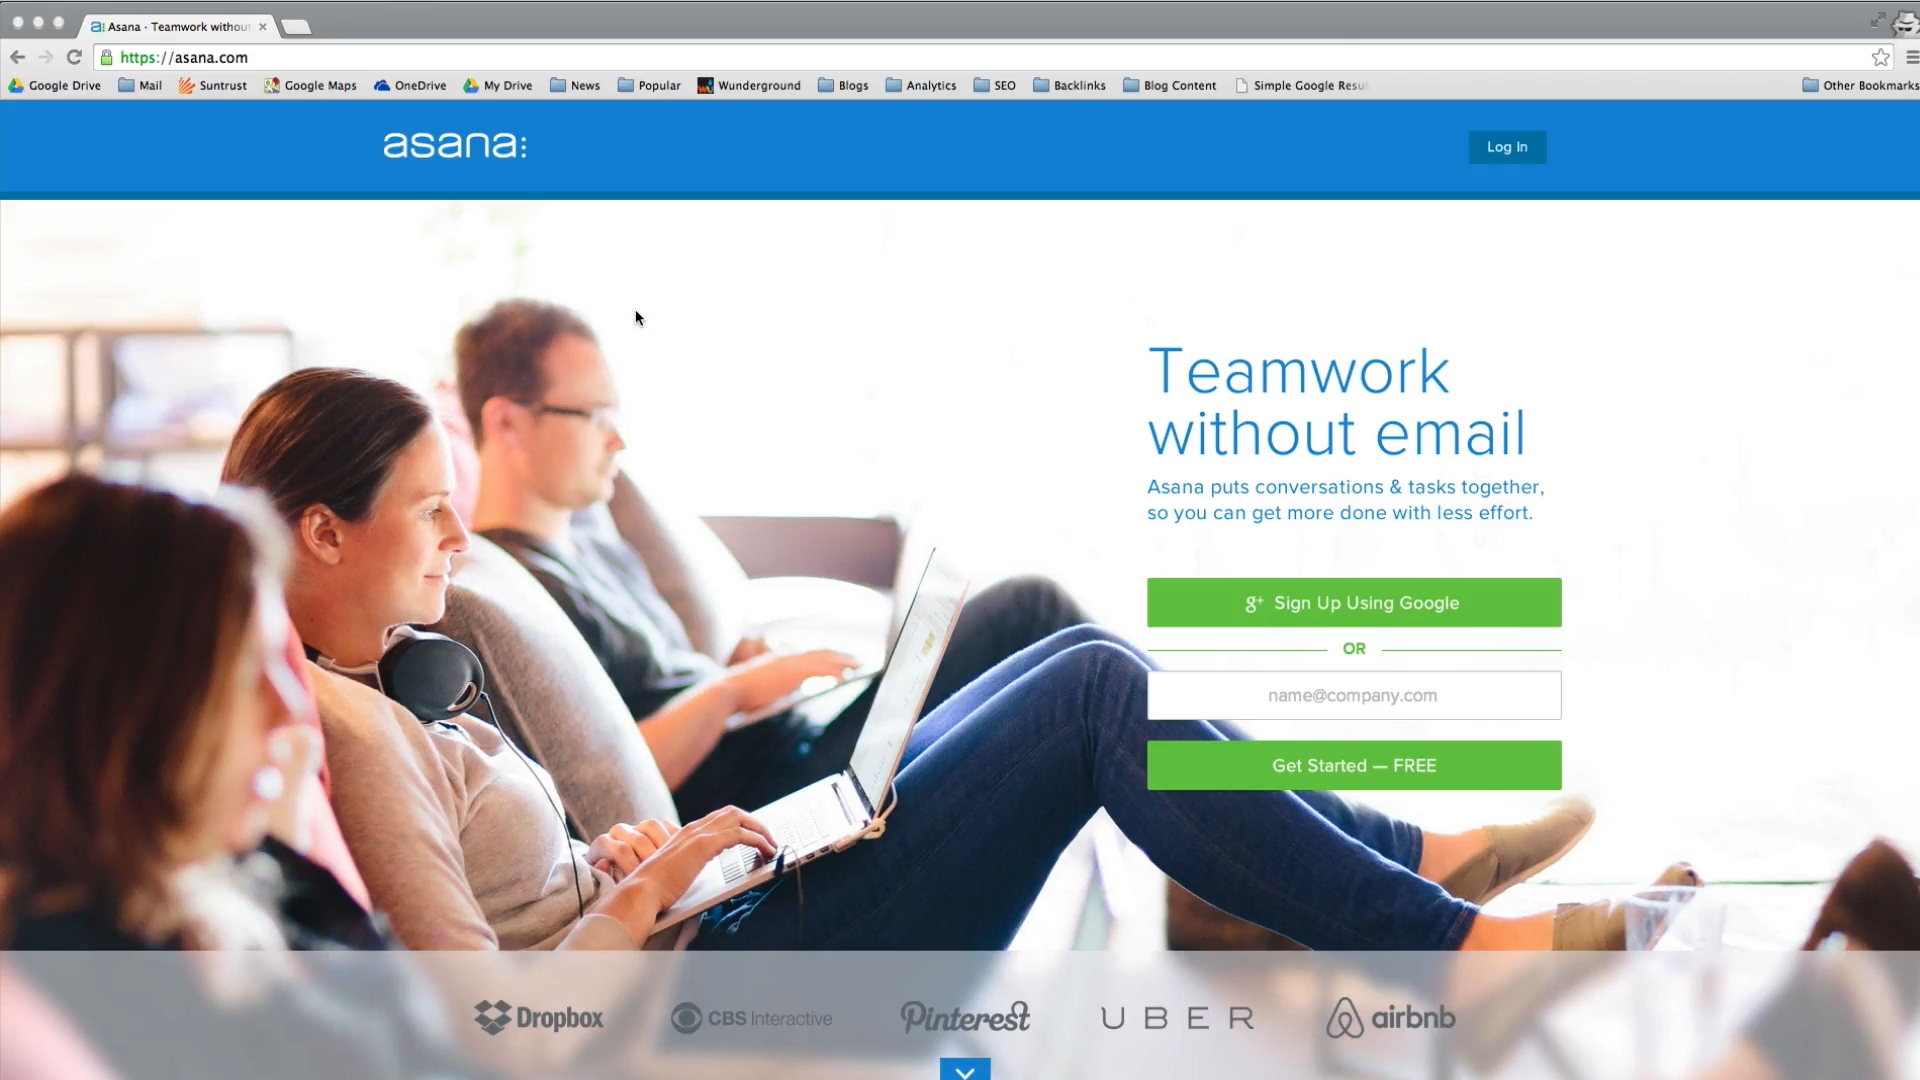 Asana - Teamwork withou
https://asana.com
Google Drive Mail Suntrust Google Maps OneDrive My Drive News Popular Wunderground Blogs Analytics SEO Backlinks Blog Content Simple Google Resu Other Bookmarks
asana
Log In
Teamwork
without email
Asana puts conversations & tasks together,
so you can get more done with less effort.
g+ Sign Up Using Google
OR
name@company.com
Get Started — FREE
Dropbox CBS Interactive Pinterest UBER airbnb